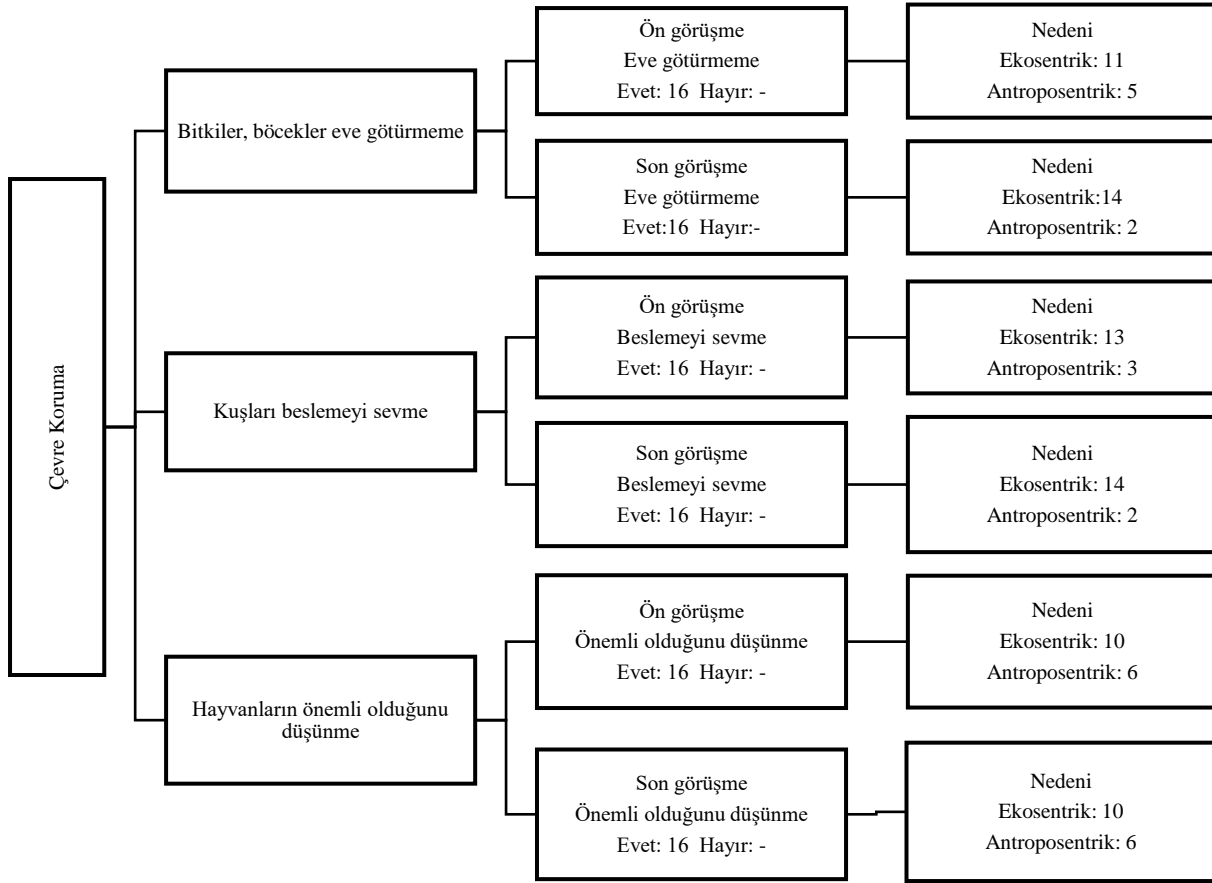 Çevre Koruma
Bitkiler, böcekler eve götürmeme
Ön görüşme
Eve götürmeme
Evet: 16 Hayır: -
Nedeni
Ekosentrik: 11
Antroposentrik: 5
Son görüşme
Eve götürmeme
Evet:16 Hayır:-
Nedeni
Ekosentrik:14
Antroposentrik: 2
Kuşları beslemeyi sevme
Ön görüşme
Beslemeyi sevme
Evet: 16 Hayır: -
Nedeni
Ekosentrik: 13
Antroposentrik: 3
Son görüşme
Beslemeyi sevme
Evet: 16 Hayır: -
Nedeni
Ekosentrik: 14
Antroposentrik: 2
Hayvanların önemli olduğunu
düşünme
Ön görüşme
Önemli olduğunu düşünme
Evet: 16 Hayır: -
Nedeni
Ekosentrik: 10
Antroposentrik: 6
Son görüşme
Önemli olduğunu düşünme
Evet: 16 Hayır: -
Nedeni
Ekosentrik: 10
Antroposentrik: 6